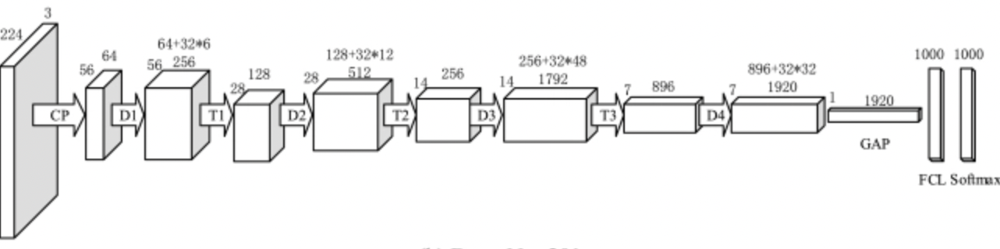 224
3
CP
56
64
D1
64+32*6
56
256
T1
28
128
D2
128+32*12
28
512
T2
14
256
D3
256+32*48
14
1792
T3
7
896
D4
896+32*32
7
1920
1
1920
GAP
1000
FCL
1000
Softmax